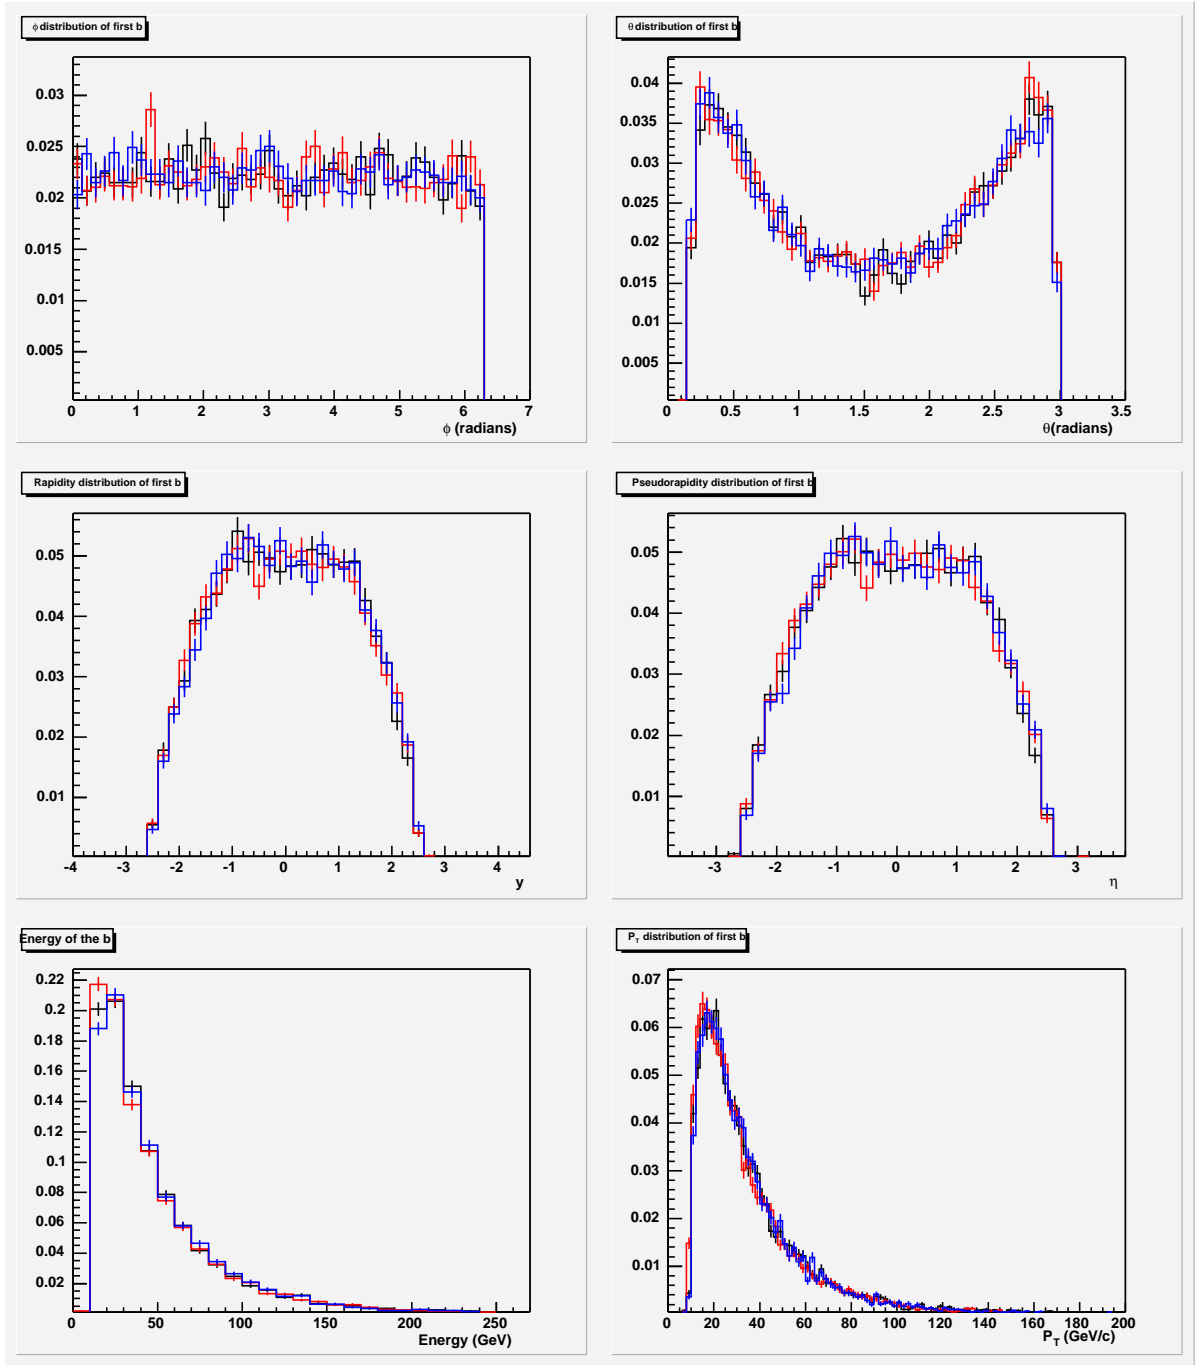 ϕ distribution of first b
0.03
0.025
0.02
0.015
0.01
0.005
0 1 2 3 4 5 6 7
ϕ (radians)
θ distribution of first b
0.04
0.035
0.03
0.025
0.02
0.015
0.01
0.005
0 0.5 1 1.5 2 2.5 3 3.5
θ(radians)
Rapidity distribution of first b
0.05
0.04
0.03
0.02
0.01
-4 -3 -2 -1 0 1 2 3 4
y
Pseudorapidity distribution of first b
0.05
0.04
0.03
0.02
0.01
-3 -2 -1 0 1 2 3
η
Energy of the b
0.22
0.2
0.18
0.16
0.14
0.12
0.1
0.08
0.06
0.04
0.02
0 50 100 150 200 250
Energy (GeV)
P_T distribution of first b
0.07
0.06
0.05
0.04
0.03
0.02
0.01
0 20 40 60 80 100 120 140 160 180 200
P_T (GeV/c)